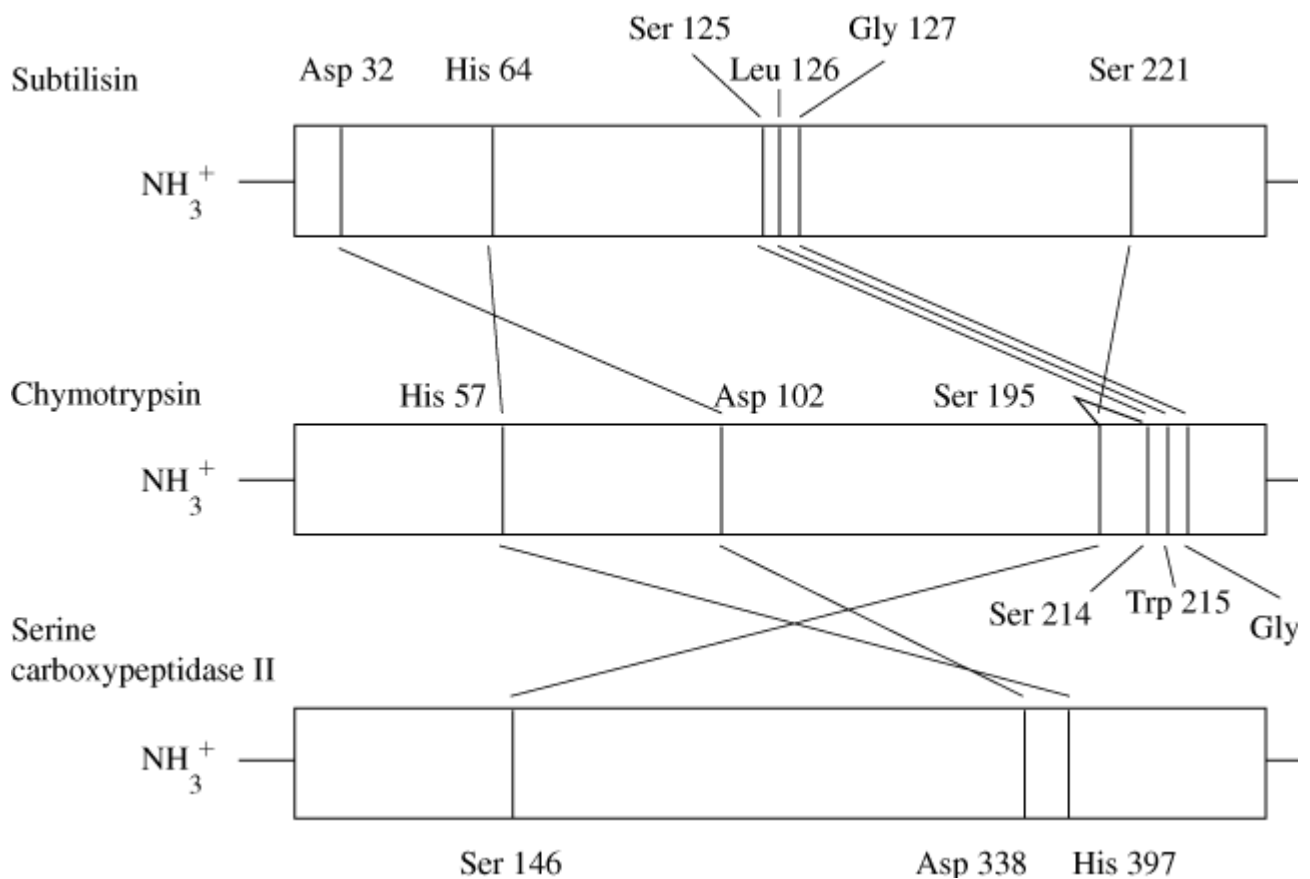 Ser 125
Gly 127
Subtilisin
Asp 32
His 64
Leu 126
Ser 221
NH3+
Chymotrypsin
His 57
Asp 102
Ser 195
NH3+
Ser 214
Trp 215
Gly
Serine
carboxypeptidase II
NH3+
Ser 146
Asp 338
His 397